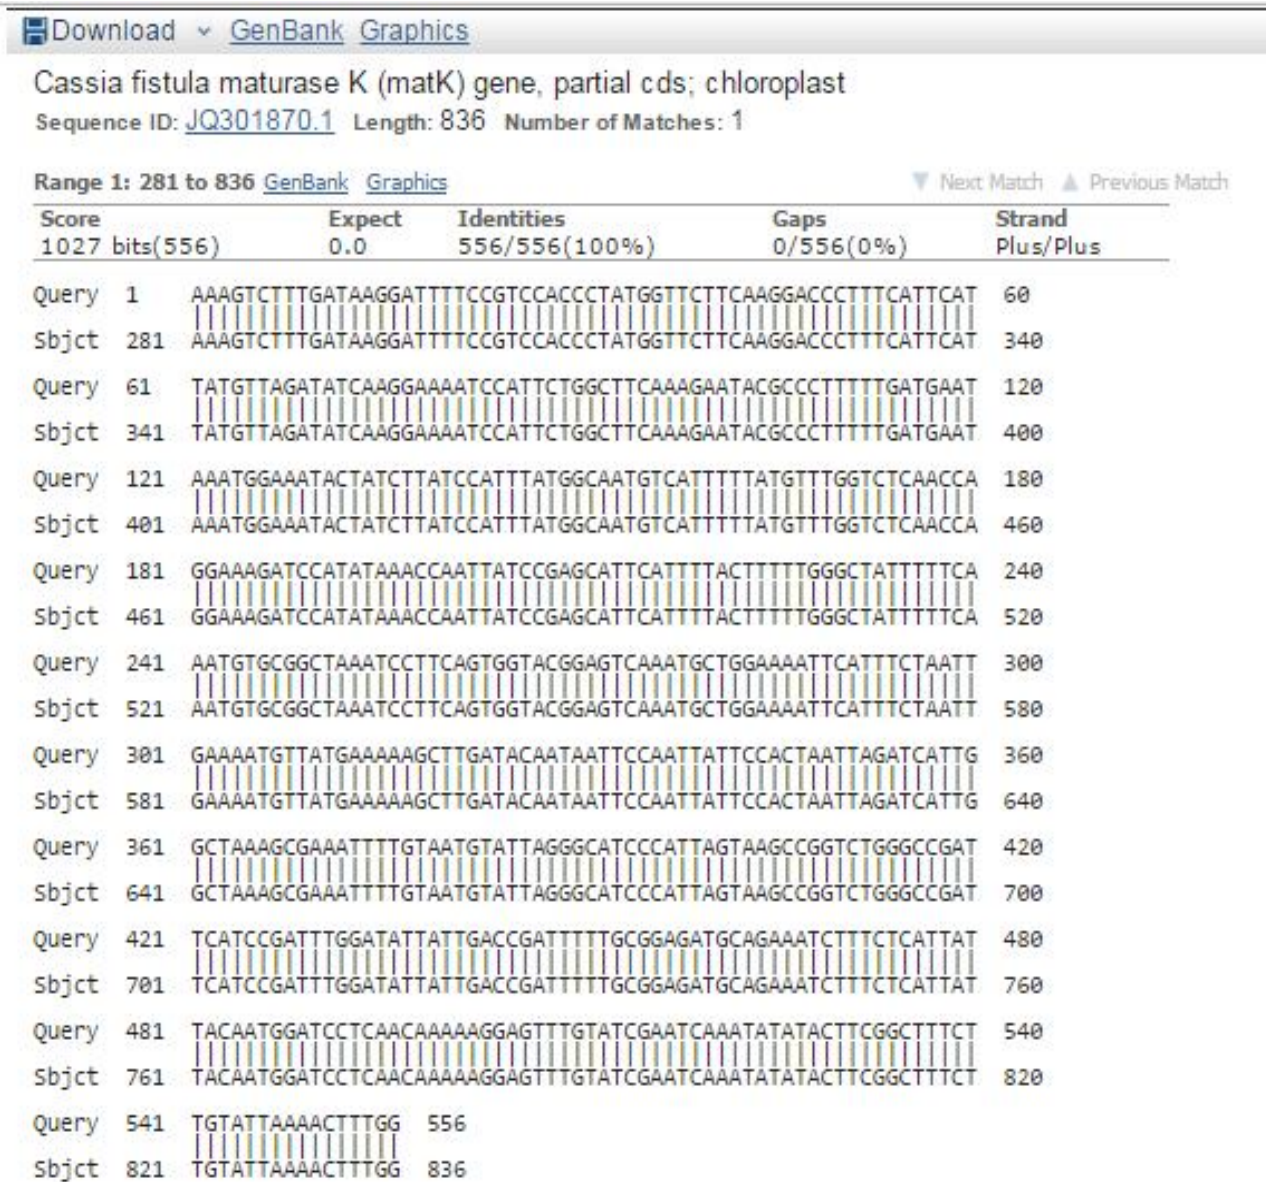 Download GenBank Graphics
Cassia fistula maturase K (matK) gene, partial cds; chloroplast
Sequence ID: JQ301870.1 Length: 836 Number of Matches: 1
Range 1: 281 to 836 GenBank Graphics Next Match Previous Match
Score Expect Identities Gaps Strand
1027 bits(556) 0.0 556/556(100%) 0/556(0%) Plus/Plus
Query 1 AAAGTCTTTGATAAGGATTTTCCGTCCACCCTATGGTTCTTCAAGGACCCTTTCATTCAT 60
Sbjct 281 AAAGTCTTTGATAAGGATTTTCCGTCCACCCTATGGTTCTTCAAGGACCCTTTCATTCAT 340
Query 61 TATGTTAGATATCAAGGAAAATCCATTCTGGCTTCAAAGAATACGCCCTTTTTGATGAAT 120
Sbjct 341 TATGTTAGATATCAAGGAAAATCCATTCTGGCTTCAAAGAATACGCCCTTTTTGATGAAT 400
Query 121 AAATGGAAATACTATCTTATCCATTTATGGCAATGTCATTTTTATGTTTGGTCTCAACCA 180
Sbjct 401 AAATGGAAATACTATCTTATCCATTTATGGCAATGTCATTTTTATGTTTGGTCTCAACCA 460
Query 181 GGAAAGATCCATATAAACCAATTATCCGAGCATTCATTTTACTTTTTGGGCTATTTTTCA 240
Sbjct 461 GGAAAGATCCATATAAACCAATTATCCGAGCATTCATTTTACTTTTTGGGCTATTTTTCA 520
Query 241 AATGTGCGGCTAAATCCTTCAGTGGTACGGAGTCAAATGCTGGAAAATTCATTTCTAATT 300
Sbjct 521 AATGTGCGGCTAAATCCTTCAGTGGTACGGAGTCAAATGCTGGAAAATTCATTTCTAATT 580
Query 301 GAAAATGTTATGAAAAAGCTTGATACAATAATTCCAATTATTCCACTAATTAGATCATTG 360
Sbjct 581 GAAAATGTTATGAAAAAGCTTGATACAATAATTCCAATTATTCCACTAATTAGATCATTG 640
Query 361 GCTAAAGCGAAATTTTGTAATGTATTAGGGCATCCCATTAGTAAGCCGGTCTGGGCCGAT 420
Sbjct 641 GCTAAAGCGAAATTTTGTAATGTATTAGGGCATCCCATTAGTAAGCCGGTCTGGGCCGAT 700
Query 421 TCATCCGATTTGGATATTATTGACCGATTTTTGCGGAGATGCAGAAATCTTTCTCATTAT 480
Sbjct 701 TCATCCGATTTGGATATTATTGACCGATTTTTGCGGAGATGCAGAAATCTTTCTCATTAT 760
Query 481 TACAATGGATCCTCAACAAAAAGGAGTTTGTATCGAATCAAATATATACTTCGGCTTTCT 540
Sbjct 761 TACAATGGATCCTCAACAAAAAGGAGTTTGTATCGAATCAAATATATACTTCGGCTTTCT 820
Query 541 TGTATTAAAACTTTGG 556
Sbjct 821 TGTATTAAAACTTTGG 836